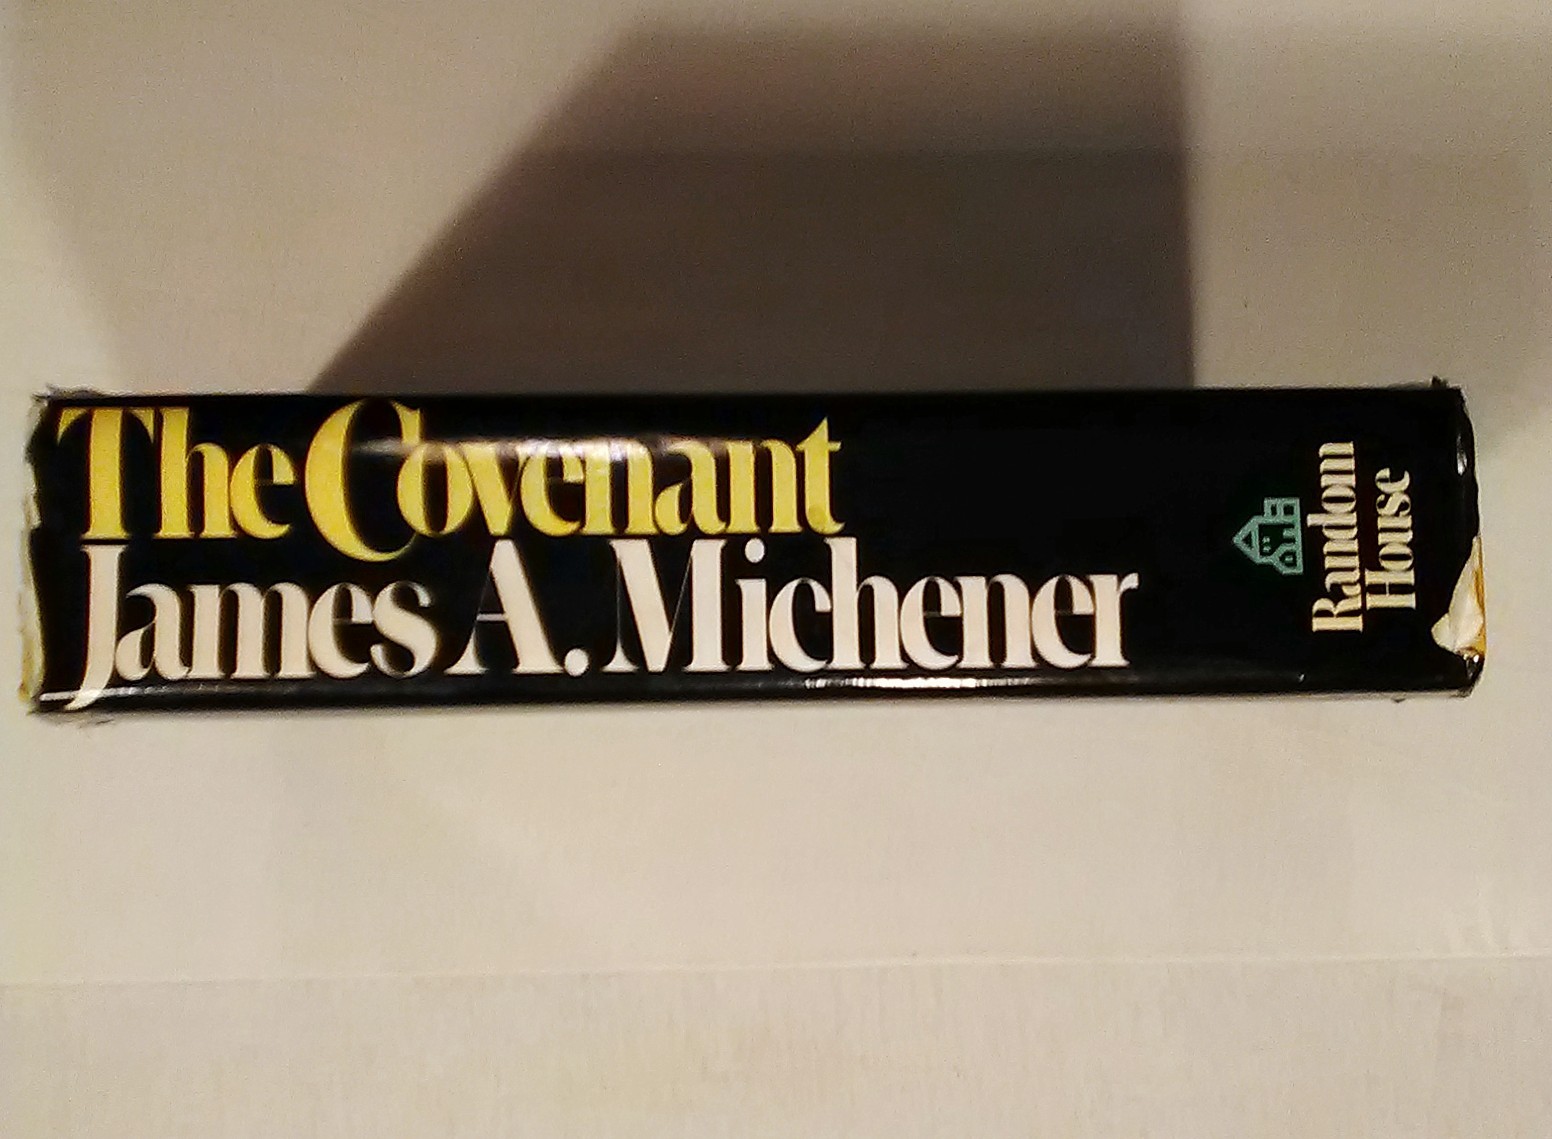 The Covenant
James A. Michener
Random
House